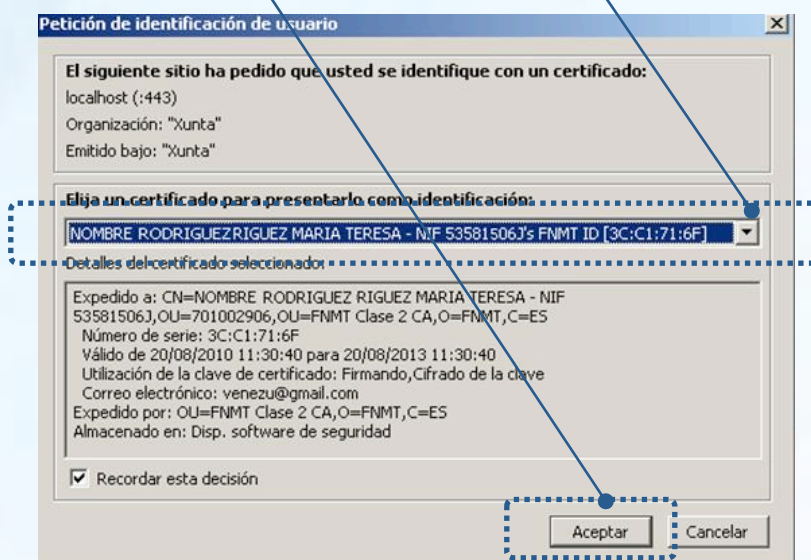 Petición de identificación de usuario
El siguiente sitio ha pedido que usted se identifique con un certificado:
localhost (:443)
Organización: "Xunta"
Emitido bajo: "Xunta"
Elija un certificado para presentarlo como identificación:
NOMBRE RODRIGUEZRIGUEZ MARIA TERESA - NIF 53581506J's FNMT ID [3C:C1:71:6F]
Detalles del certificado seleccionado:
Expedido a: CN=NOMBRE RODRIGUEZ RIGUEZ MARIA TERESA - NIF
53581506J,OU=701002906,OU=FNMT Clase 2 CA,O=FNMT,C=ES
Número de serie: 3C:C1:71:6F
Válido de 20/08/2010 11:30:40 para 20/08/2013 11:30:40
Utilización de la clave de certificado: Firmando,Cifrado de la clave
Correo electrónico: venezu@gmail.com
Expedido por: OU=FNMT Clase 2 CA,O=FNMT,C=ES
Almacenado en: Disp. software de seguridad
Recordar esta decisión
Aceptar
Cancelar